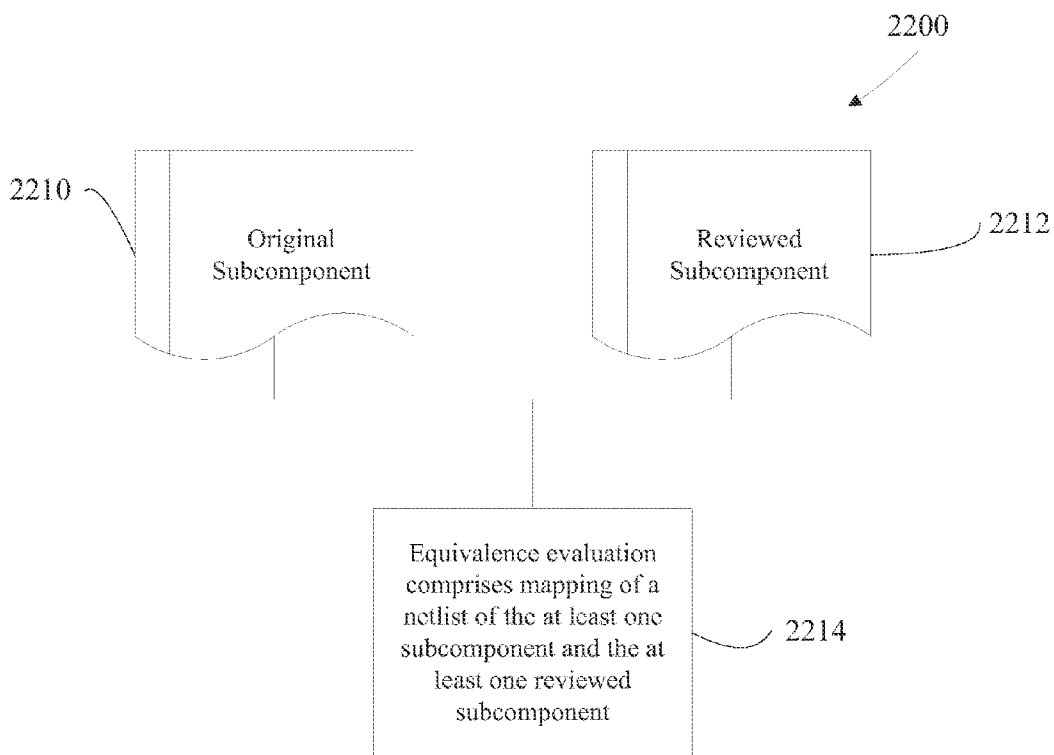 2200
2210
Original
Subcomponent
Reviewed
Subcomponent
2212
Equivalence evaluation
comprises mapping of a
netlist of the at least one
subcomponent and the at
least one reviewed
subcomponent
2214